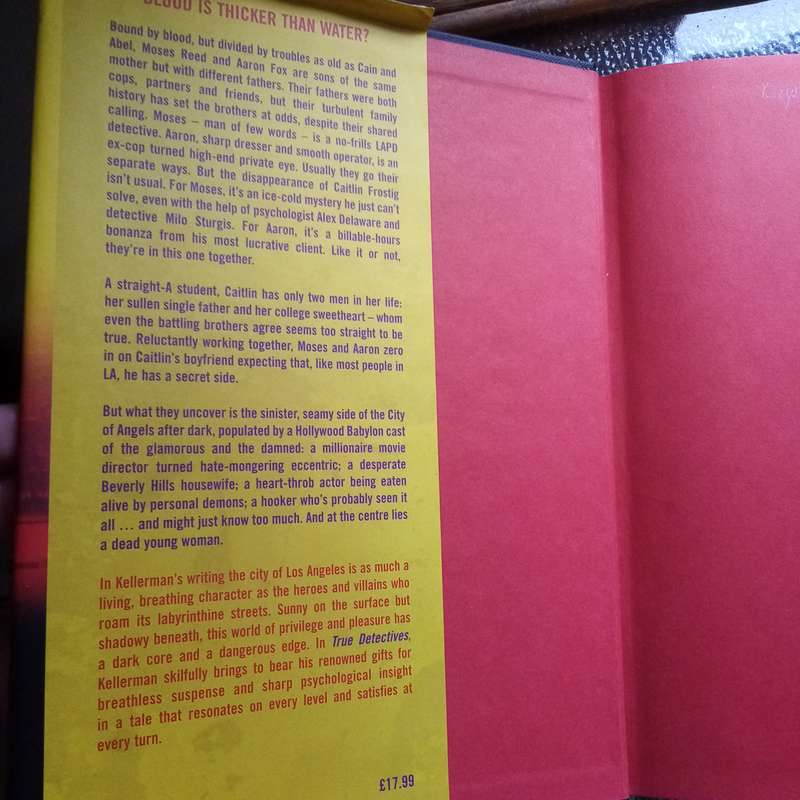 BLOOD IS THICKER THAN WATER?
Bound by blood, but divided by troubles as old as Cain and
Abel, Moses Reed and Aaron Fox are sons of the same
mother but with different fathers. Their fathers were both
cops, partners and friends, but their turbulent family
history has set the brothers at odds, despite their shared
calling. Moses – man of few words – is a no-frills LAPD
detective. Aaron, sharp dresser and smooth operator, is an
ex-cop turned high-end private eye. Usually they go their
separate ways. But the disappearance of Caitlin Frostig
isn't usual. For Moses, it's an ice-cold mystery he just can't
solve, even with the help of psychologist Alex Delaware and
detective Milo Sturgis. For Aaron, it's a billable-hours
bonanza from his most lucrative client. Like it or not,
they're in this one together.
A straight-A student, Caitlin has only two men in her life:
her sullen single father and her college sweetheart – whom
even the battling brothers agree seems too straight to be
true. Reluctantly working together, Moses and Aaron zero
in on Caitlin's boyfriend expecting that, like most people in
LA, he has a secret side.
But what they uncover is the sinister, seamy side of the City
of Angels after dark, populated by a Hollywood Babylon cast
of the glamorous and the damned: a millionaire movie
director turned hate-mongering eccentric; a desperate
Beverly Hills housewife; a heart-throb actor being eaten
alive by personal demons; a hooker who's probably seen it
all … and might just know too much. And at the centre lies
a dead young woman.
In Kellerman's writing the city of Los Angeles is as much a
living, breathing character as the heroes and villains who
roam its labyrinthine streets. Sunny on the surface but
shadowy beneath, this world of privilege and pleasure has
a dark core and a dangerous edge. In True Detectives,
Kellerman skilfully brings to bear his renowned gifts for
breathless suspense and sharp psychological insight
in a tale that resonates on every level and satisfies at
every turn.
£17.99